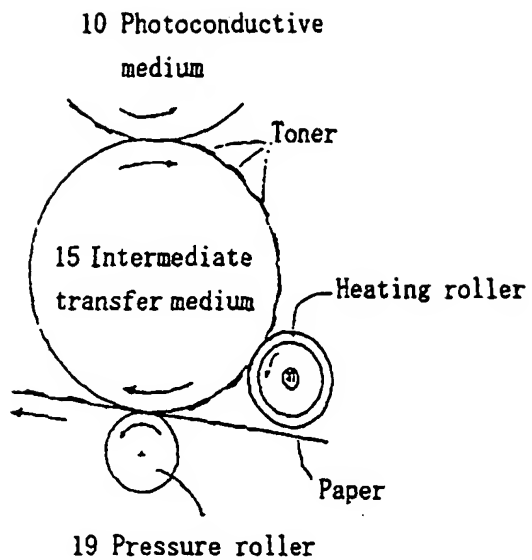 10 Photoconductive
medium
Toner
15 Intermediate
transfer medium
Heating roller
Paper
19 Pressure roller